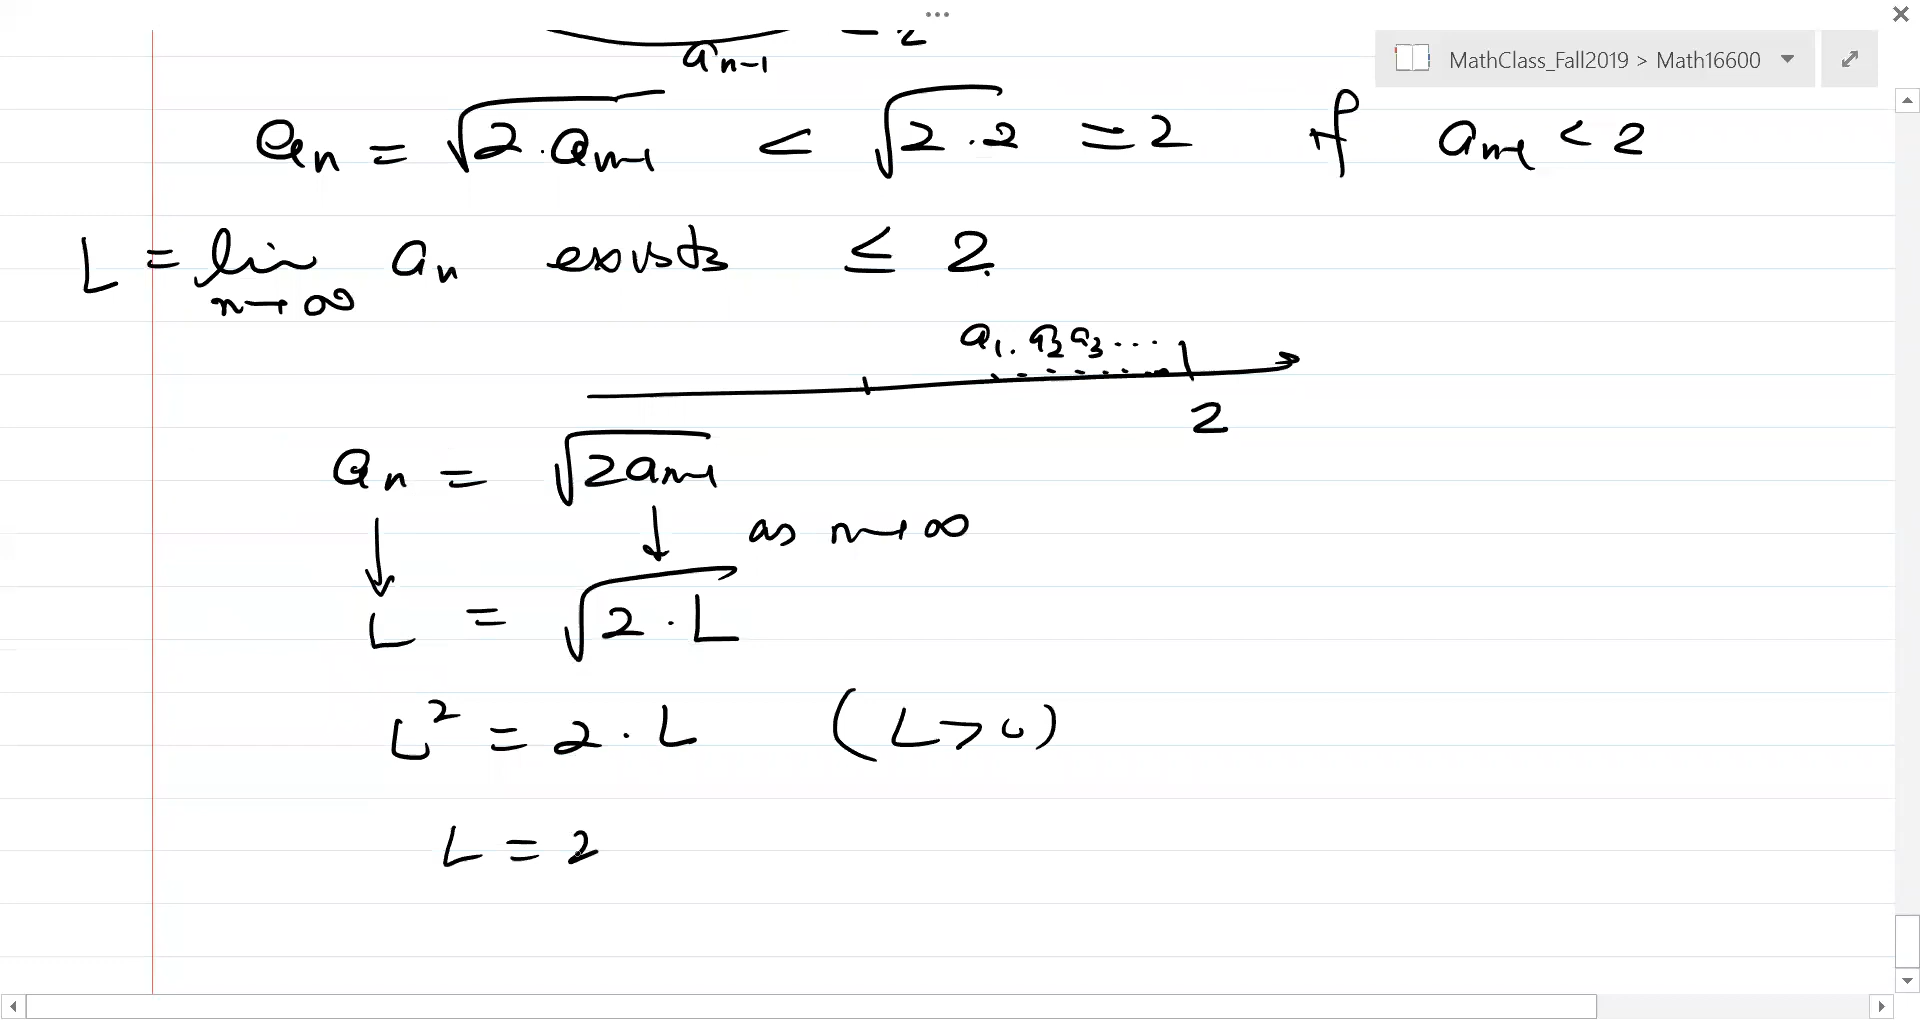 a_{n-1} = 2
MathClass_Fall2019 > Math16600
a_n = √(2·a_{n-1}) < √(2·2) = 2 if a_{n-1} < 2
L = lim_{n→∞} a_n exists ≤ 2.
a_1. a_2 a_3 ...
2
a_n = √(2a_{n-1})
↓ ↓ as n→∞
L = √(2·L)
L² = 2·L (L>0)
L = 2